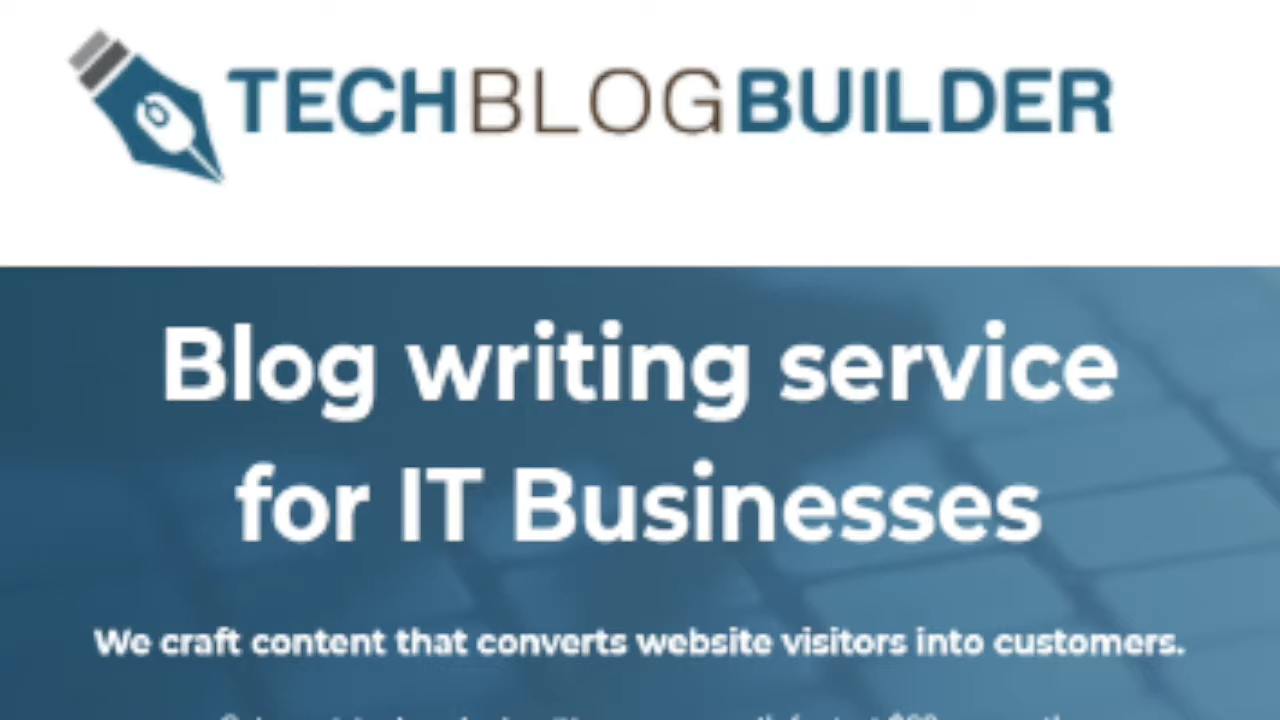 TECHBLOGBUILDER
Blog writing service
for IT Businesses
We craft content that converts website visitors into customers.